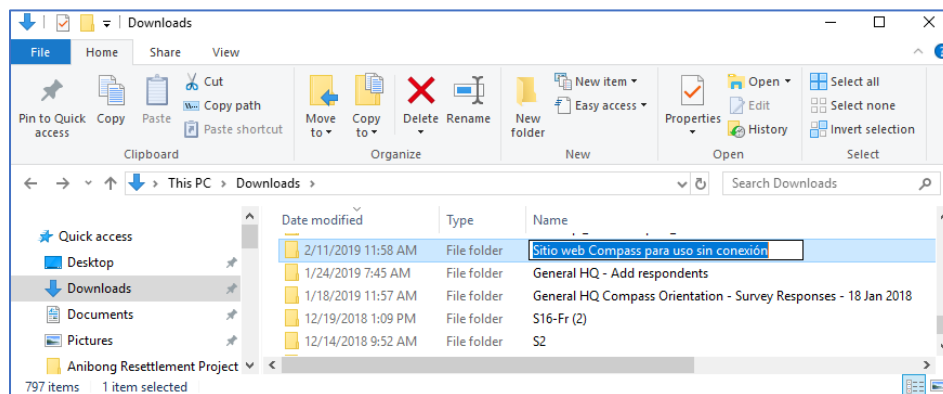 Downloads
File Home Share View
Pin to Quick access
Copy
Paste
Cut
Copy path
Paste shortcut
Clipboard
Move to
Copy to
Delete
Rename
Organize
New folder
New item
Easy access
New
Properties
Open
Edit
History
Open
Select all
Select none
Invert selection
Select
This PC > Downloads >
Search Downloads
Quick access
Desktop
Downloads
Documents
Pictures
Anibong Resettlement Project
Date modified Type Name
2/11/2019 11:58 AM File folder Sitio web Compass para uso sin conexión
1/24/2019 7:45 AM File folder General HQ - Add respondents
1/18/2019 11:57 AM File folder General HQ Compass Orientation - Survey Responses - 18 Jan 2018
12/19/2018 1:09 PM File folder S16-Fr (2)
12/14/2018 9:52 AM File folder S2
797 items 1 item selected